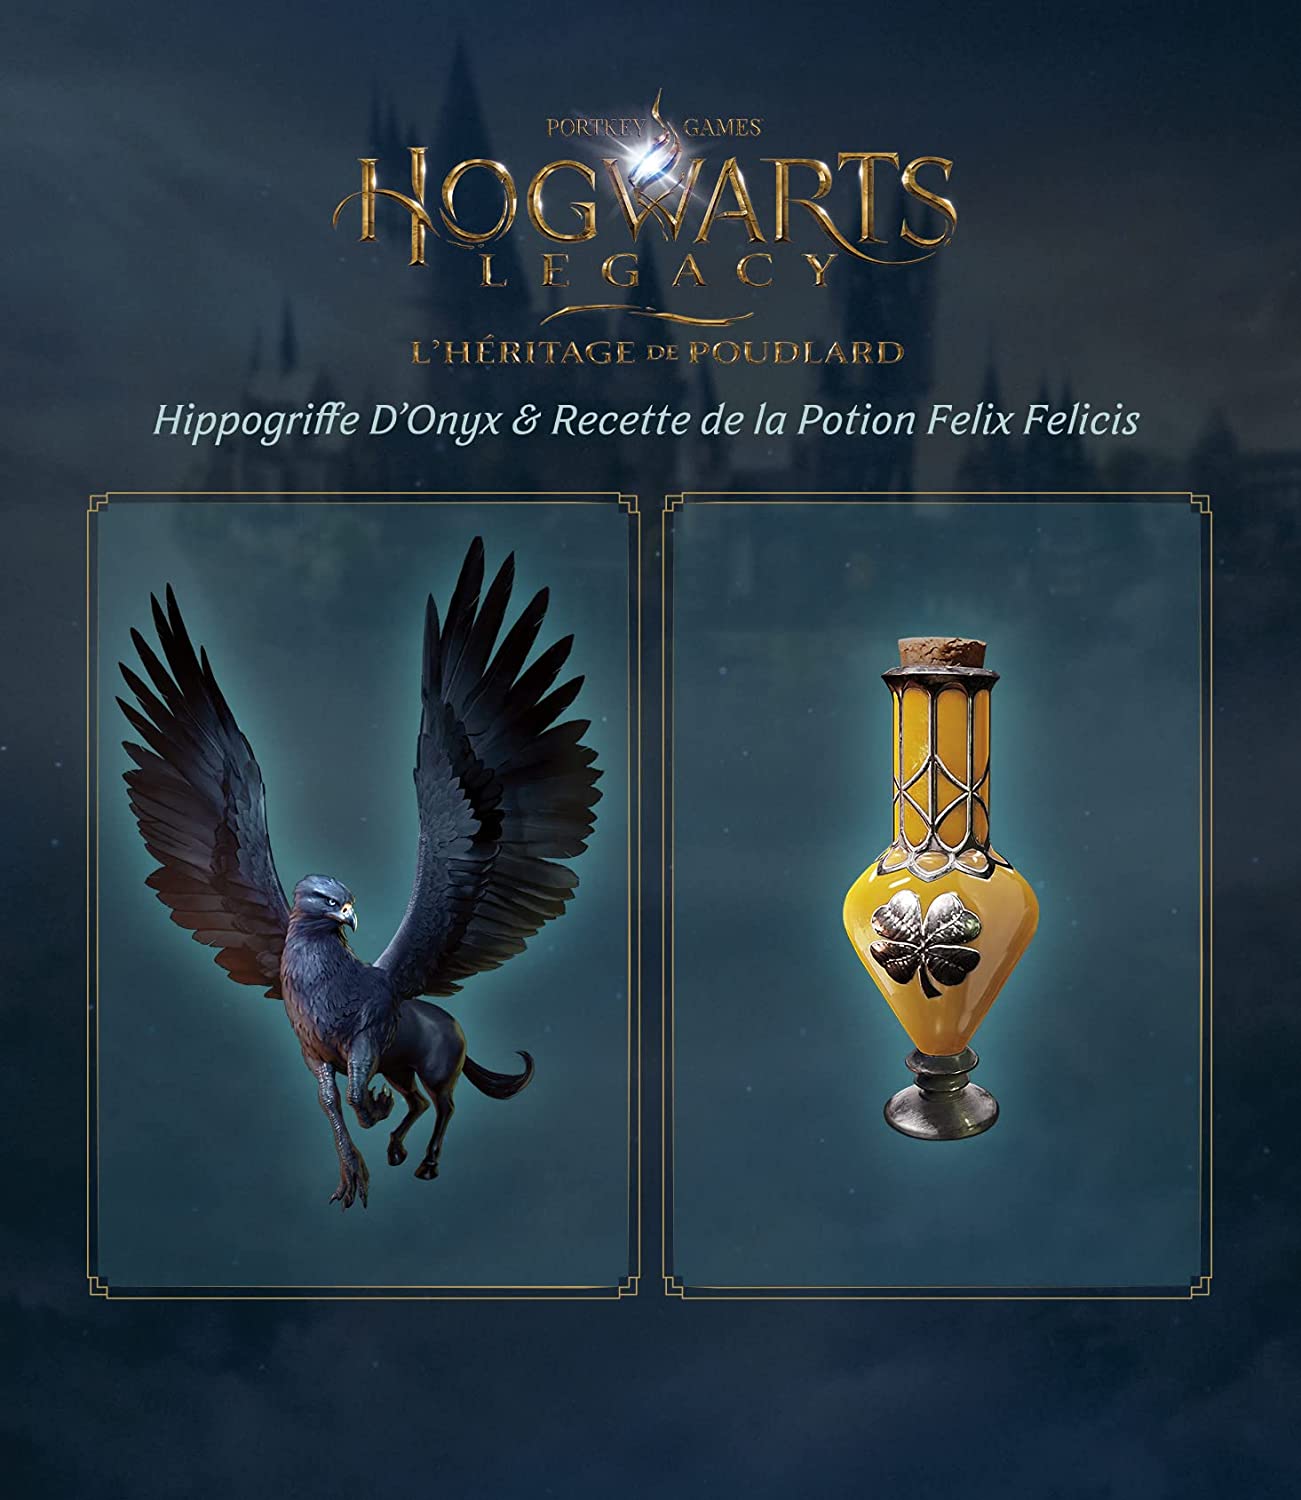 PORTKEY GAMES
HOGWARTS
LEGACY
L'HÉRITAGE DE POUDLARD
Hippogriffe D'Onyx & Recette de la Potion Felix Felicis